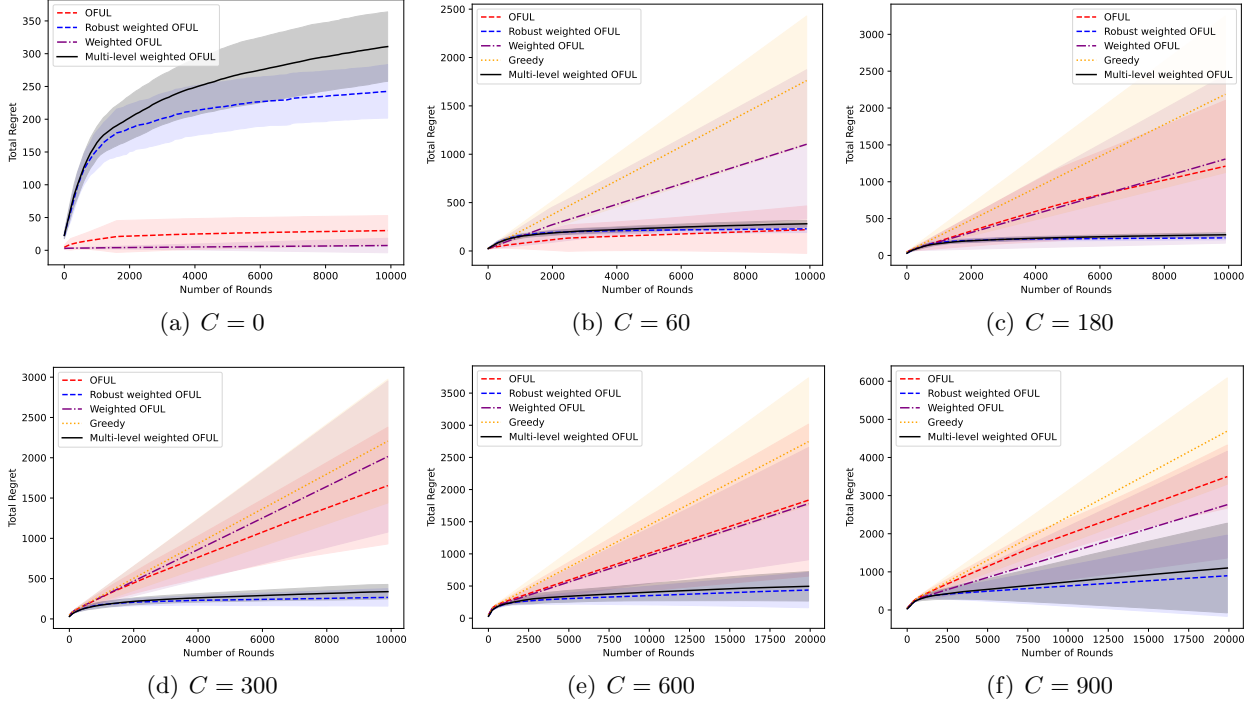 350
300
250
200
150
100
50
0
Total Regret
OFUL
Robust weighted OFUL
Weighted OFUL
Multi-level weighted OFUL
0 2000 4000 6000 8000 10000
Number of Rounds
(a) C = 0
2500
2000
1500
1000
500
0
Total Regret
OFUL
Robust weighted OFUL
Weighted OFUL
Greedy
Multi-level weighted OFUL
0 2000 4000 6000 8000 10000
Number of Rounds
(b) C = 60
3000
2500
2000
1500
1000
500
0
Total Regret
OFUL
Robust weighted OFUL
Weighted OFUL
Greedy
Multi-level weighted OFUL
0 2000 4000 6000 8000 10000
Number of Rounds
(c) C = 180
3000
2500
2000
1500
1000
500
0
Total Regret
OFUL
Robust weighted OFUL
Weighted OFUL
Greedy
Multi-level weighted OFUL
0 2000 4000 6000 8000 10000
Number of Rounds
(d) C = 300
3500
3000
2500
2000
1500
1000
500
0
Total Regret
OFUL
Robust weighted OFUL
Weighted OFUL
Greedy
Multi-level weighted OFUL
0 2500 5000 7500 10000 12500 15000 17500 20000
Number of Rounds
(e) C = 600
6000
5000
4000
3000
2000
1000
0
Total Regret
OFUL
Robust weighted OFUL
Weighted OFUL
Greedy
Multi-level weighted OFUL
0 2500 5000 7500 10000 12500 15000 17500 20000
Number of Rounds
(f) C = 900